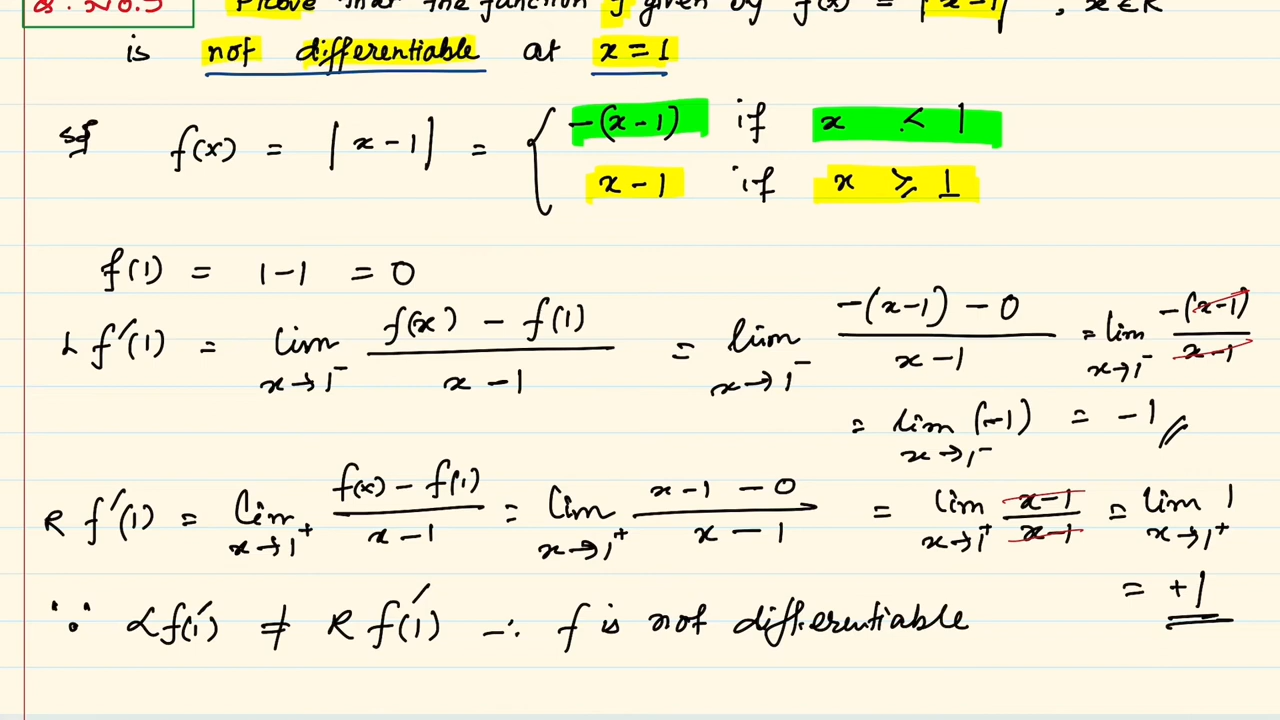 Q. No.9 Prove that the function f given by f(x) = |x-1|, x ∈ R
is not differentiable at x = 1
Sol f(x) = |x-1| = { -(x-1) if x < 1
x-1 if x ⩾ 1
f(1) = 1-1 = 0
L f'(1) = lim x→1⁻ (f(x) - f(1))/(x-1) = lim x→1⁻ (-(x-1) - 0)/(x-1) = lim x→1⁻ -(x-1)/(x-1)
= lim x→1⁻ (-1) = -1
R f'(1) = lim x→1⁺ (f(x) - f(1))/(x-1) = lim x→1⁺ (x-1 - 0)/(x-1) = lim x→1⁺ (x-1)/(x-1) = lim x→1⁺ 1
= +1
∵ Lf'(1) ≠ R f'(1) ∴ f is not differentiable